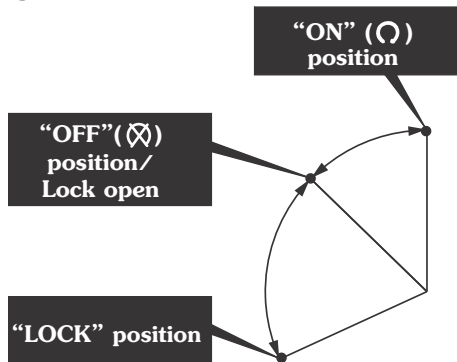 “ON” (Ω)
position
“OFF”(Ω̸)
position/
Lock open
“LOCK” position